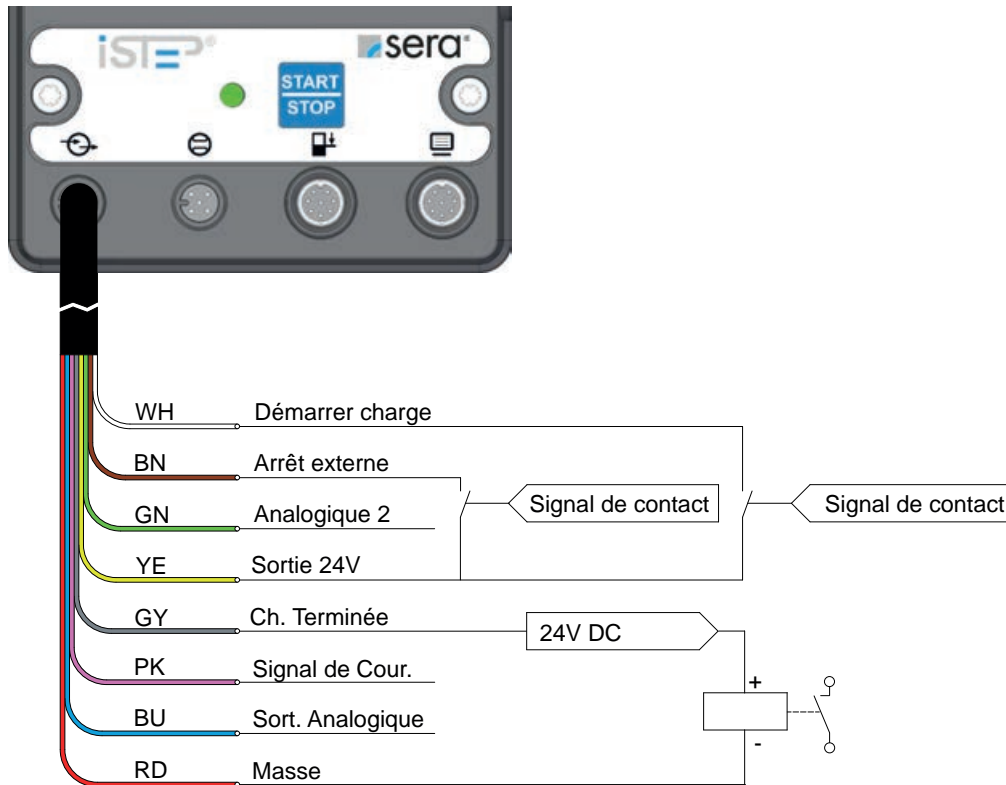 iSTEP®
sera®
START
STOP
WH Démarrer charge
BN Arrêt externe
Signal de contact
Signal de contact
GN Analogique 2
YE Sortie 24V
GY Ch. Terminée
24V DC
PK Signal de Cour.
+
BU Sort. Analogique
-
RD Masse